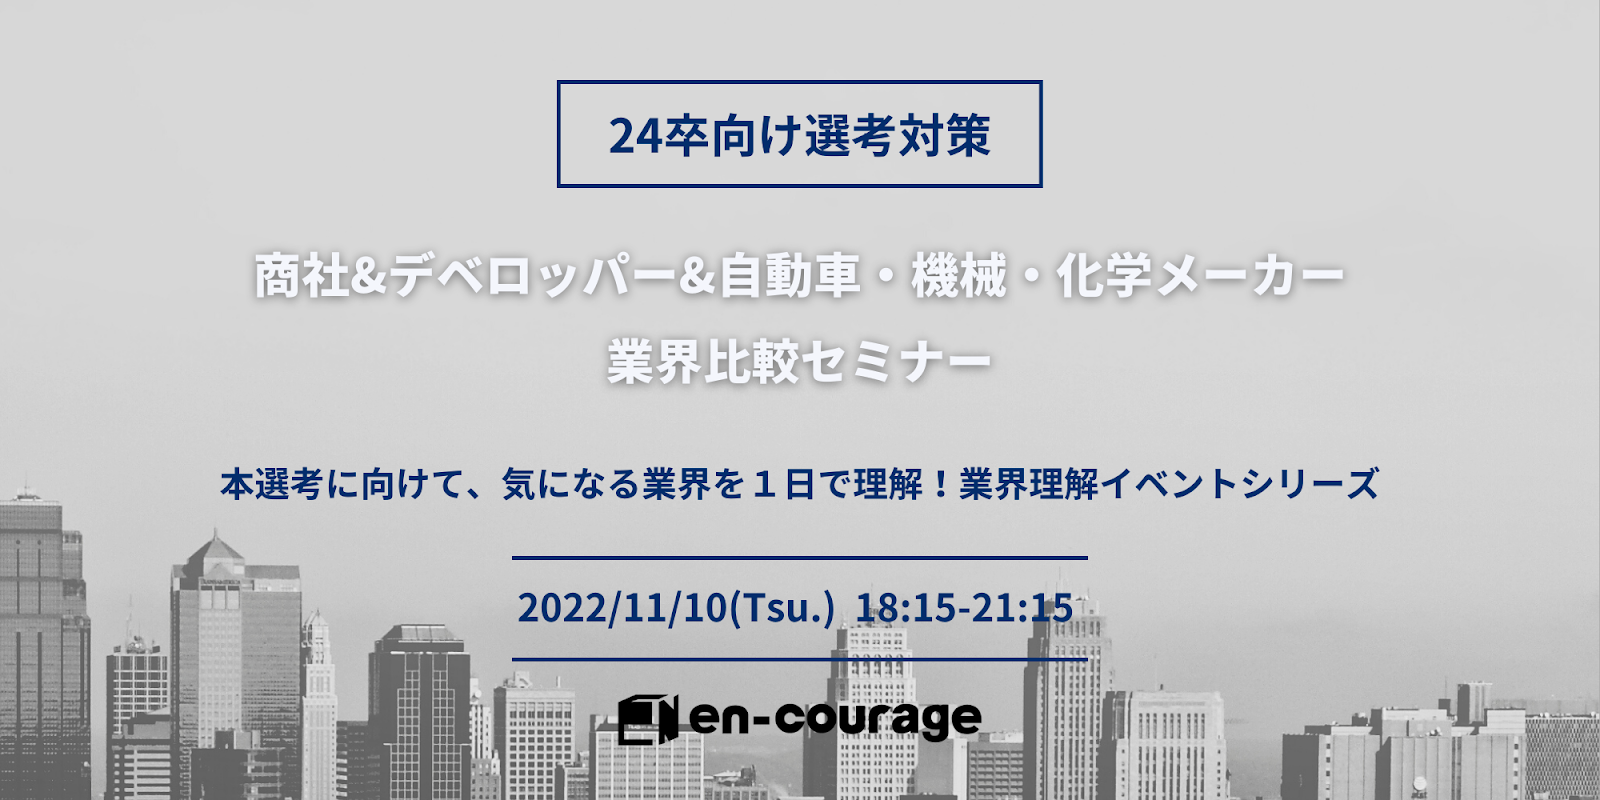 24卒向け選考対策
商社&デベロッパー&自動車・機械・化学メーカー
業界比較セミナー
本選考に向けて、気になる業界を１日で理解！業界理解イベントシリーズ
2022/11/10(Tsu.) 18:15-21:15
en-courage